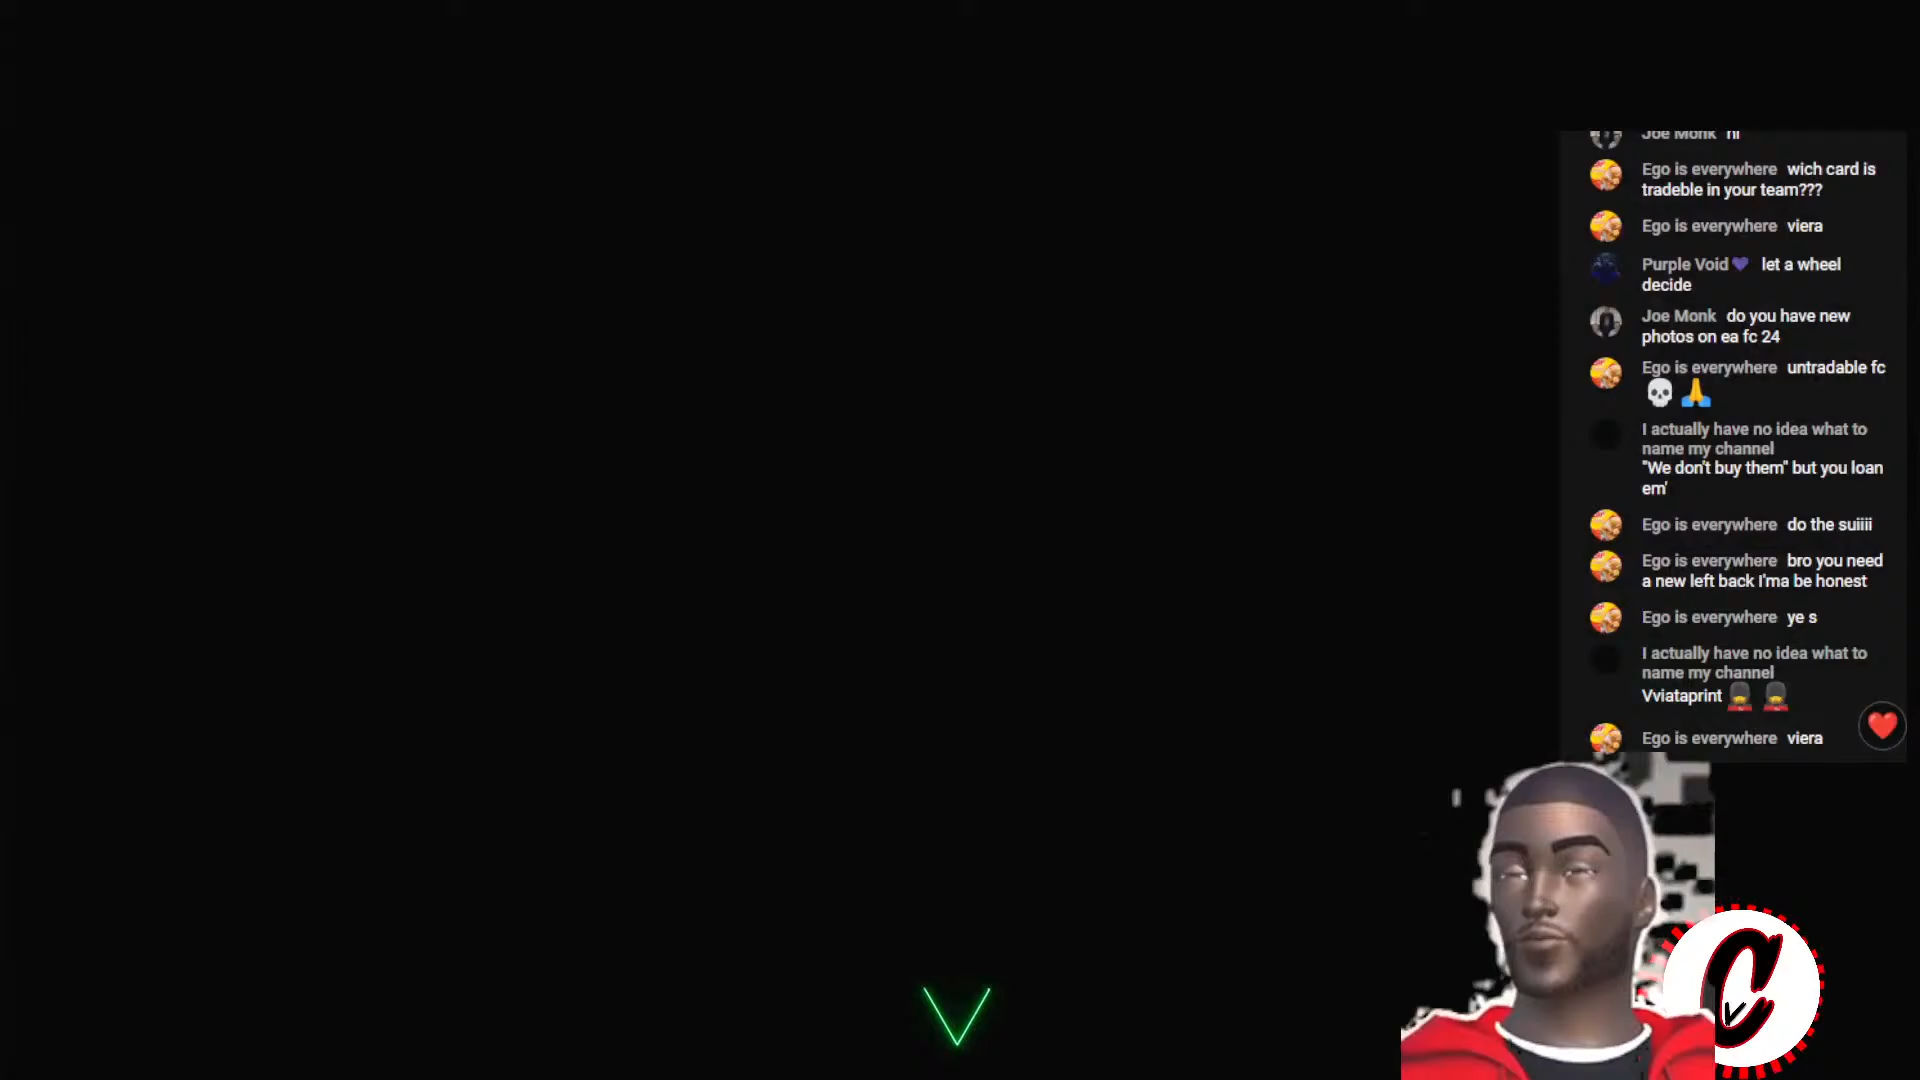 Joe Monk hi
Ego is everywhere wich card is
tradeble in your team???
Ego is everywhere viera
Purple Void💜 let a wheel
decide
Joe Monk do you have new
photos on ea fc 24
Ego is everywhere untradable fc
💀🙏
I actually have no idea what to
name my channel
"We don't buy them" but you loan
em'
Ego is everywhere do the suiiii
Ego is everywhere bro you need
a new left back I'ma be honest
Ego is everywhere ye s
I actually have no idea what to
name my channel
Vviataprint💂💂
Ego is everywhere viera
C